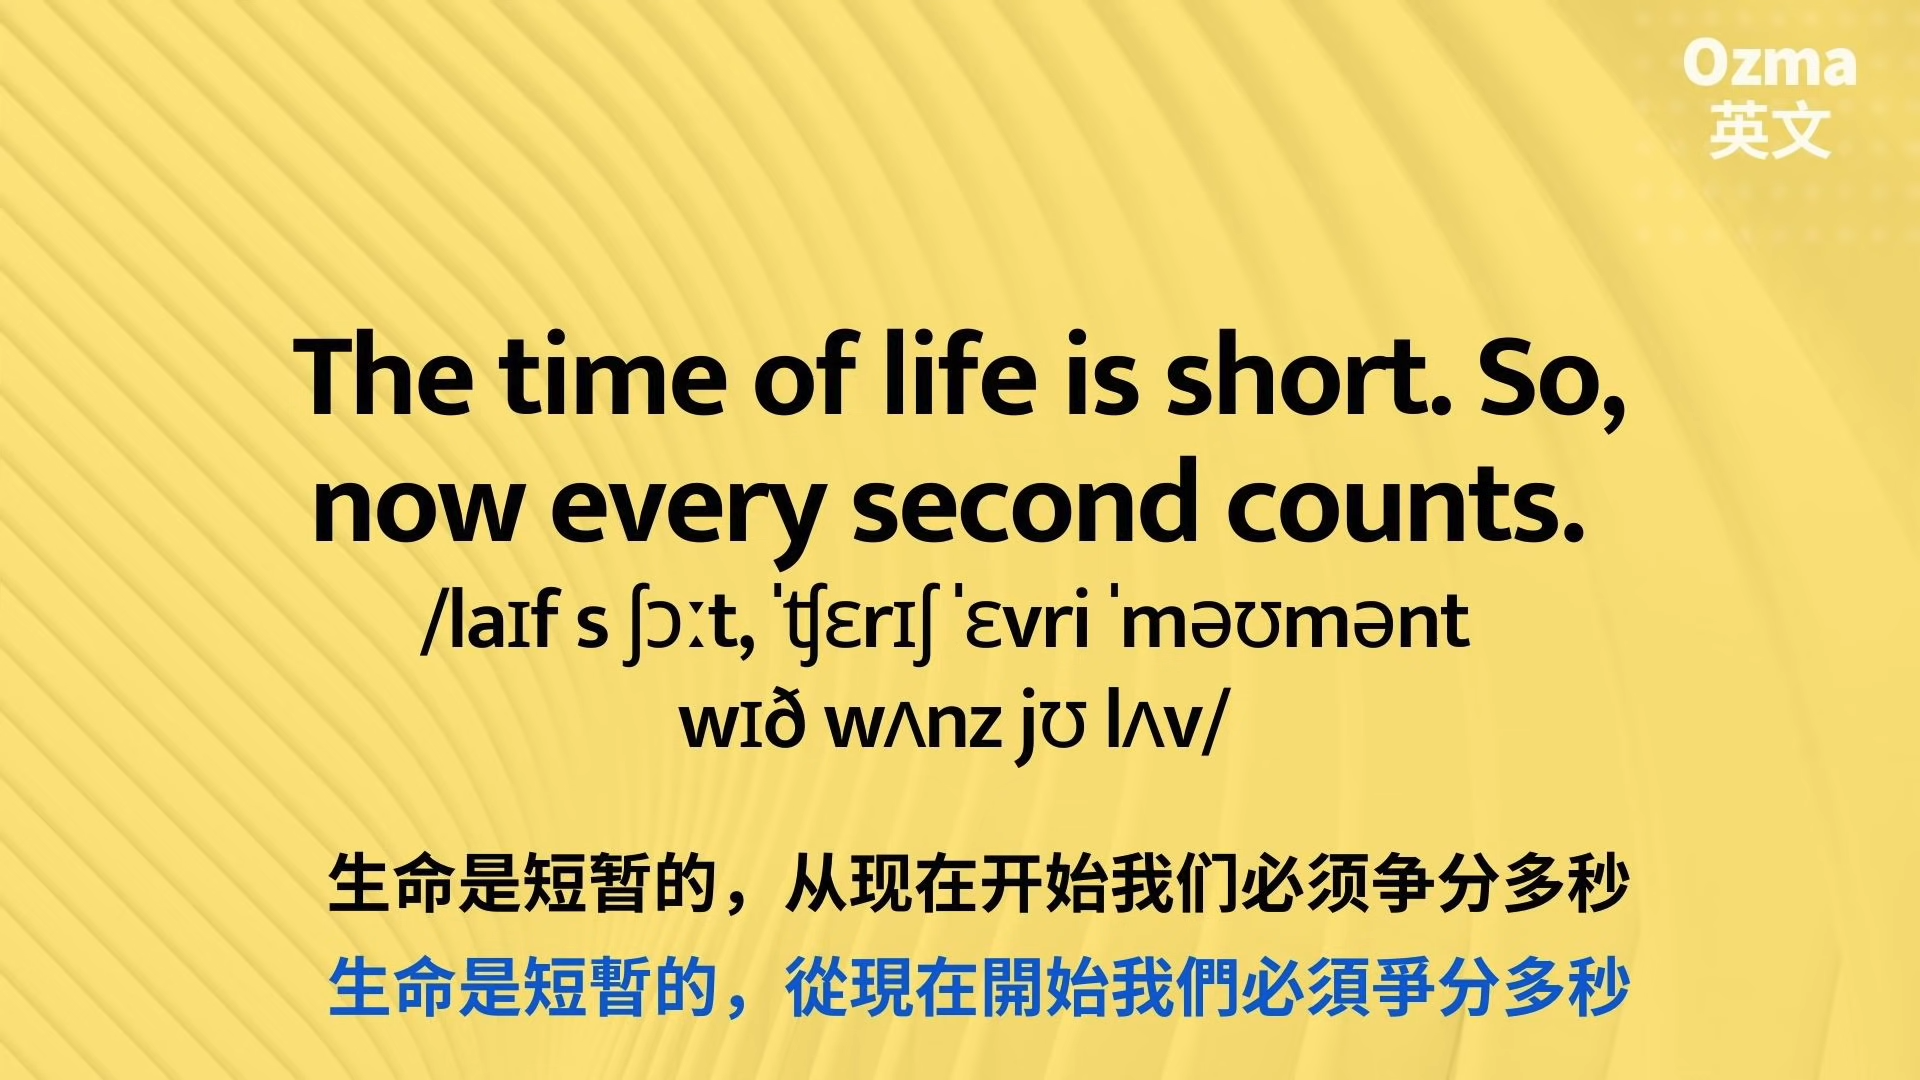 Ozma
英文
The time of life is short. So,
now every second counts.
/laɪf s ʃɔːt, ˈʧɛrɪʃ ˈɛvri ˈməʊmənt
wɪð wʌnz jʊ lʌv/
生命是短暂的，从现在开始我们必须争分多秒
生命是短暫的，從現在開始我們必須爭分多秒